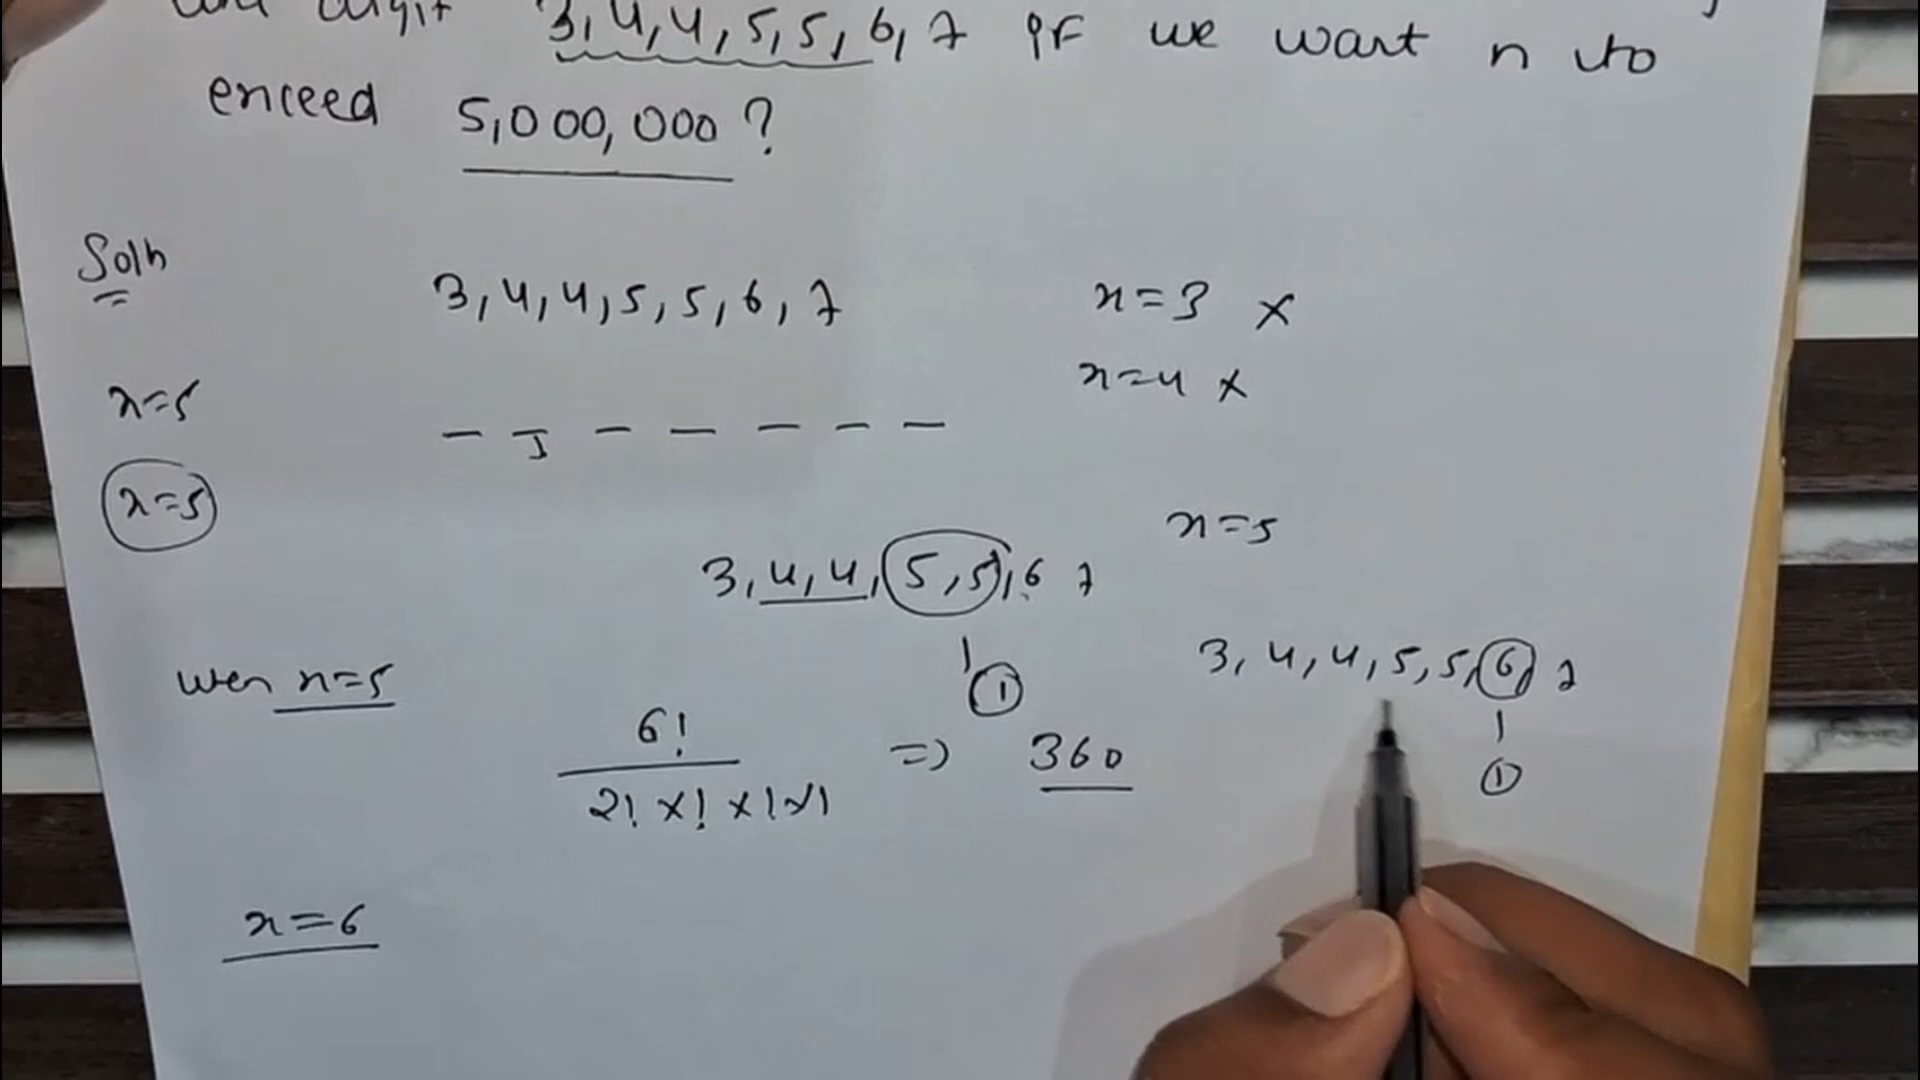 digit 3,4,4,5,5,6,7 if we want n to
exceed 5,000,000 ?
Soln
3,4,4,5,5,6,7
x=3 ×
x=4 ×
x=5
x=5
x=5
3,4,4,5,5,6 7
wen x=5
3,4,4,5,5,6,7
1
①
1
①
6!
2! ×! ×1×1
=) 360
x=6